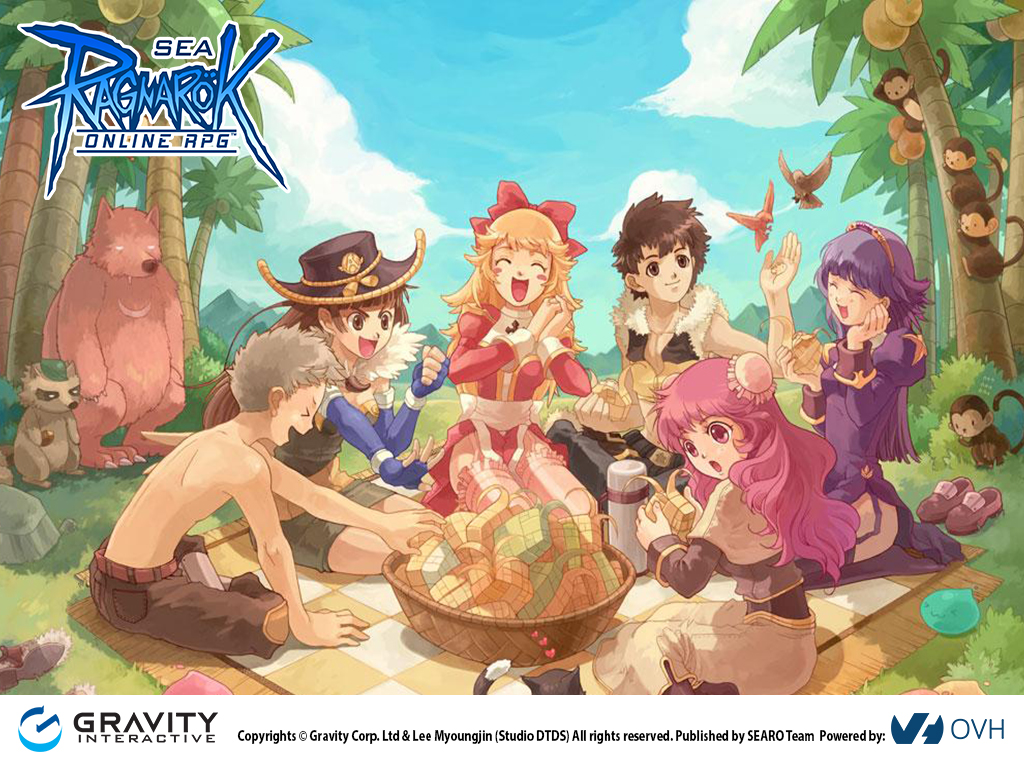 SEA
RAGNARÖK
ONLINE RPG™
GRAVITY
INTERACTIVE
Copyrights © Gravity Corp. Ltd & Lee Myoungjin (Studio DTDS) All rights reserved. Published by SEARO Team Powered by:
OVH